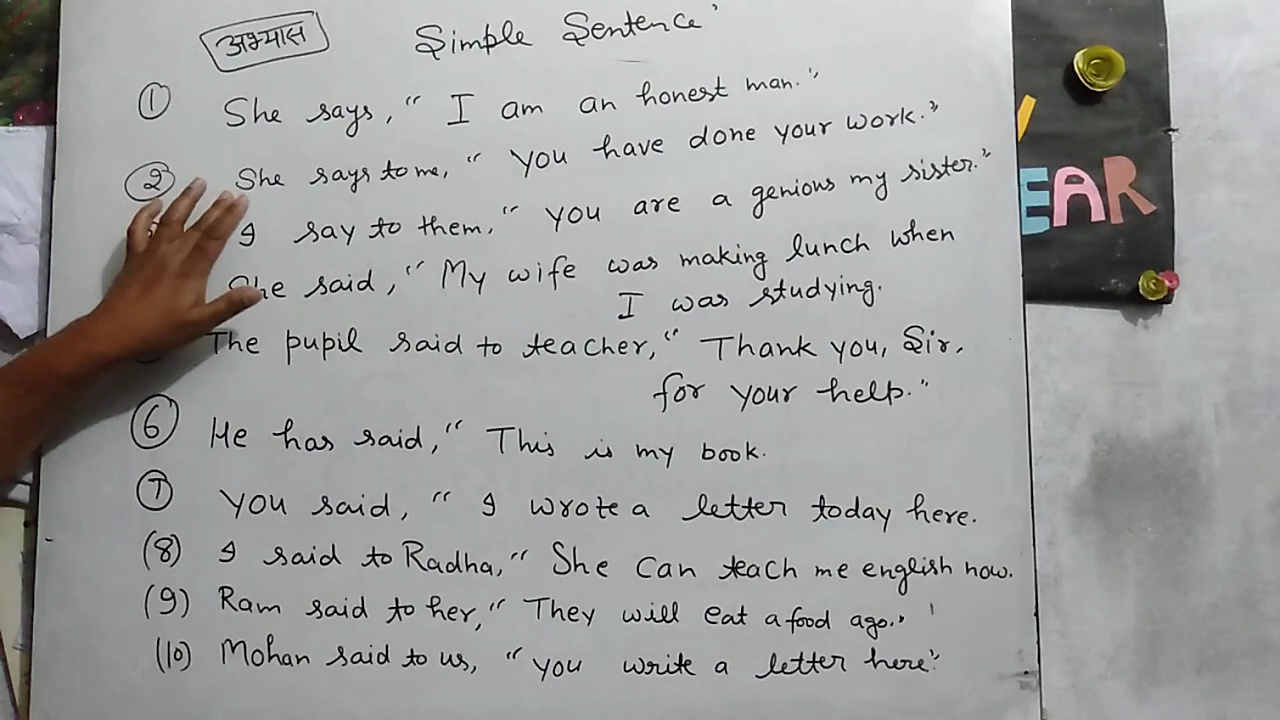 अभ्यास Simple Sentence
① She says, " I am an honest man."
② She says to me, " You have done your work."
I say to them, " You are a genious my sister."
She said, " My wife was making lunch when
I was studying.
The pupil said to teacher, " Thank you, Sir,
for your help."
⑥ He has said, " This is my book.
⑦ You said, " I wrote a letter today here.
(8) I said to Radha, " She Can teach me english now.
(9) Ram said to her, " They will eat a food ago."
(10) Mohan said to us, " you write a letter here."
EAR